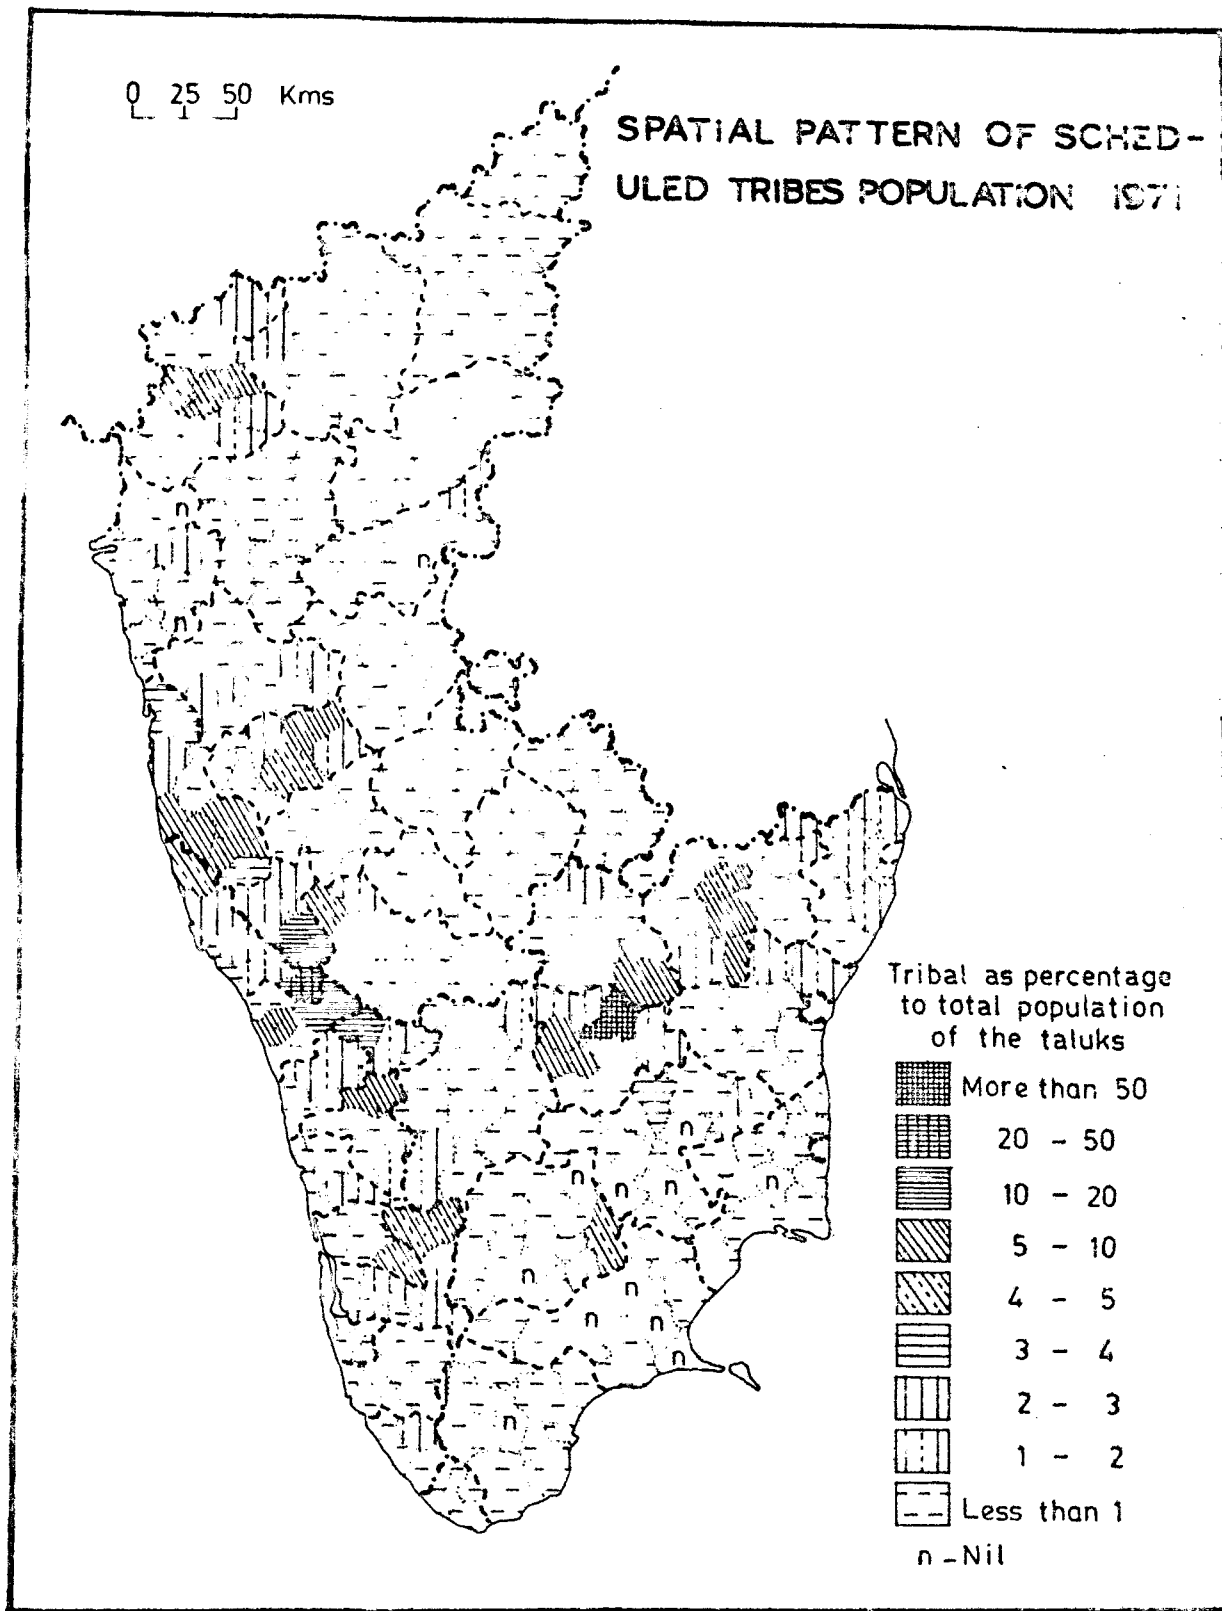 0 25 50 Kms
SPATIAL PATTERN OF SCHED-
ULED TRIBES POPULATION 1971
n
n
n
n
n
n
n
n
n
n
n
n
n
n
Tribal as percentage
to total population
of the taluks
More than 50
20 - 50
10 - 20
5 - 10
4 - 5
3 - 4
2 - 3
1 - 2
Less than 1
n - Nil